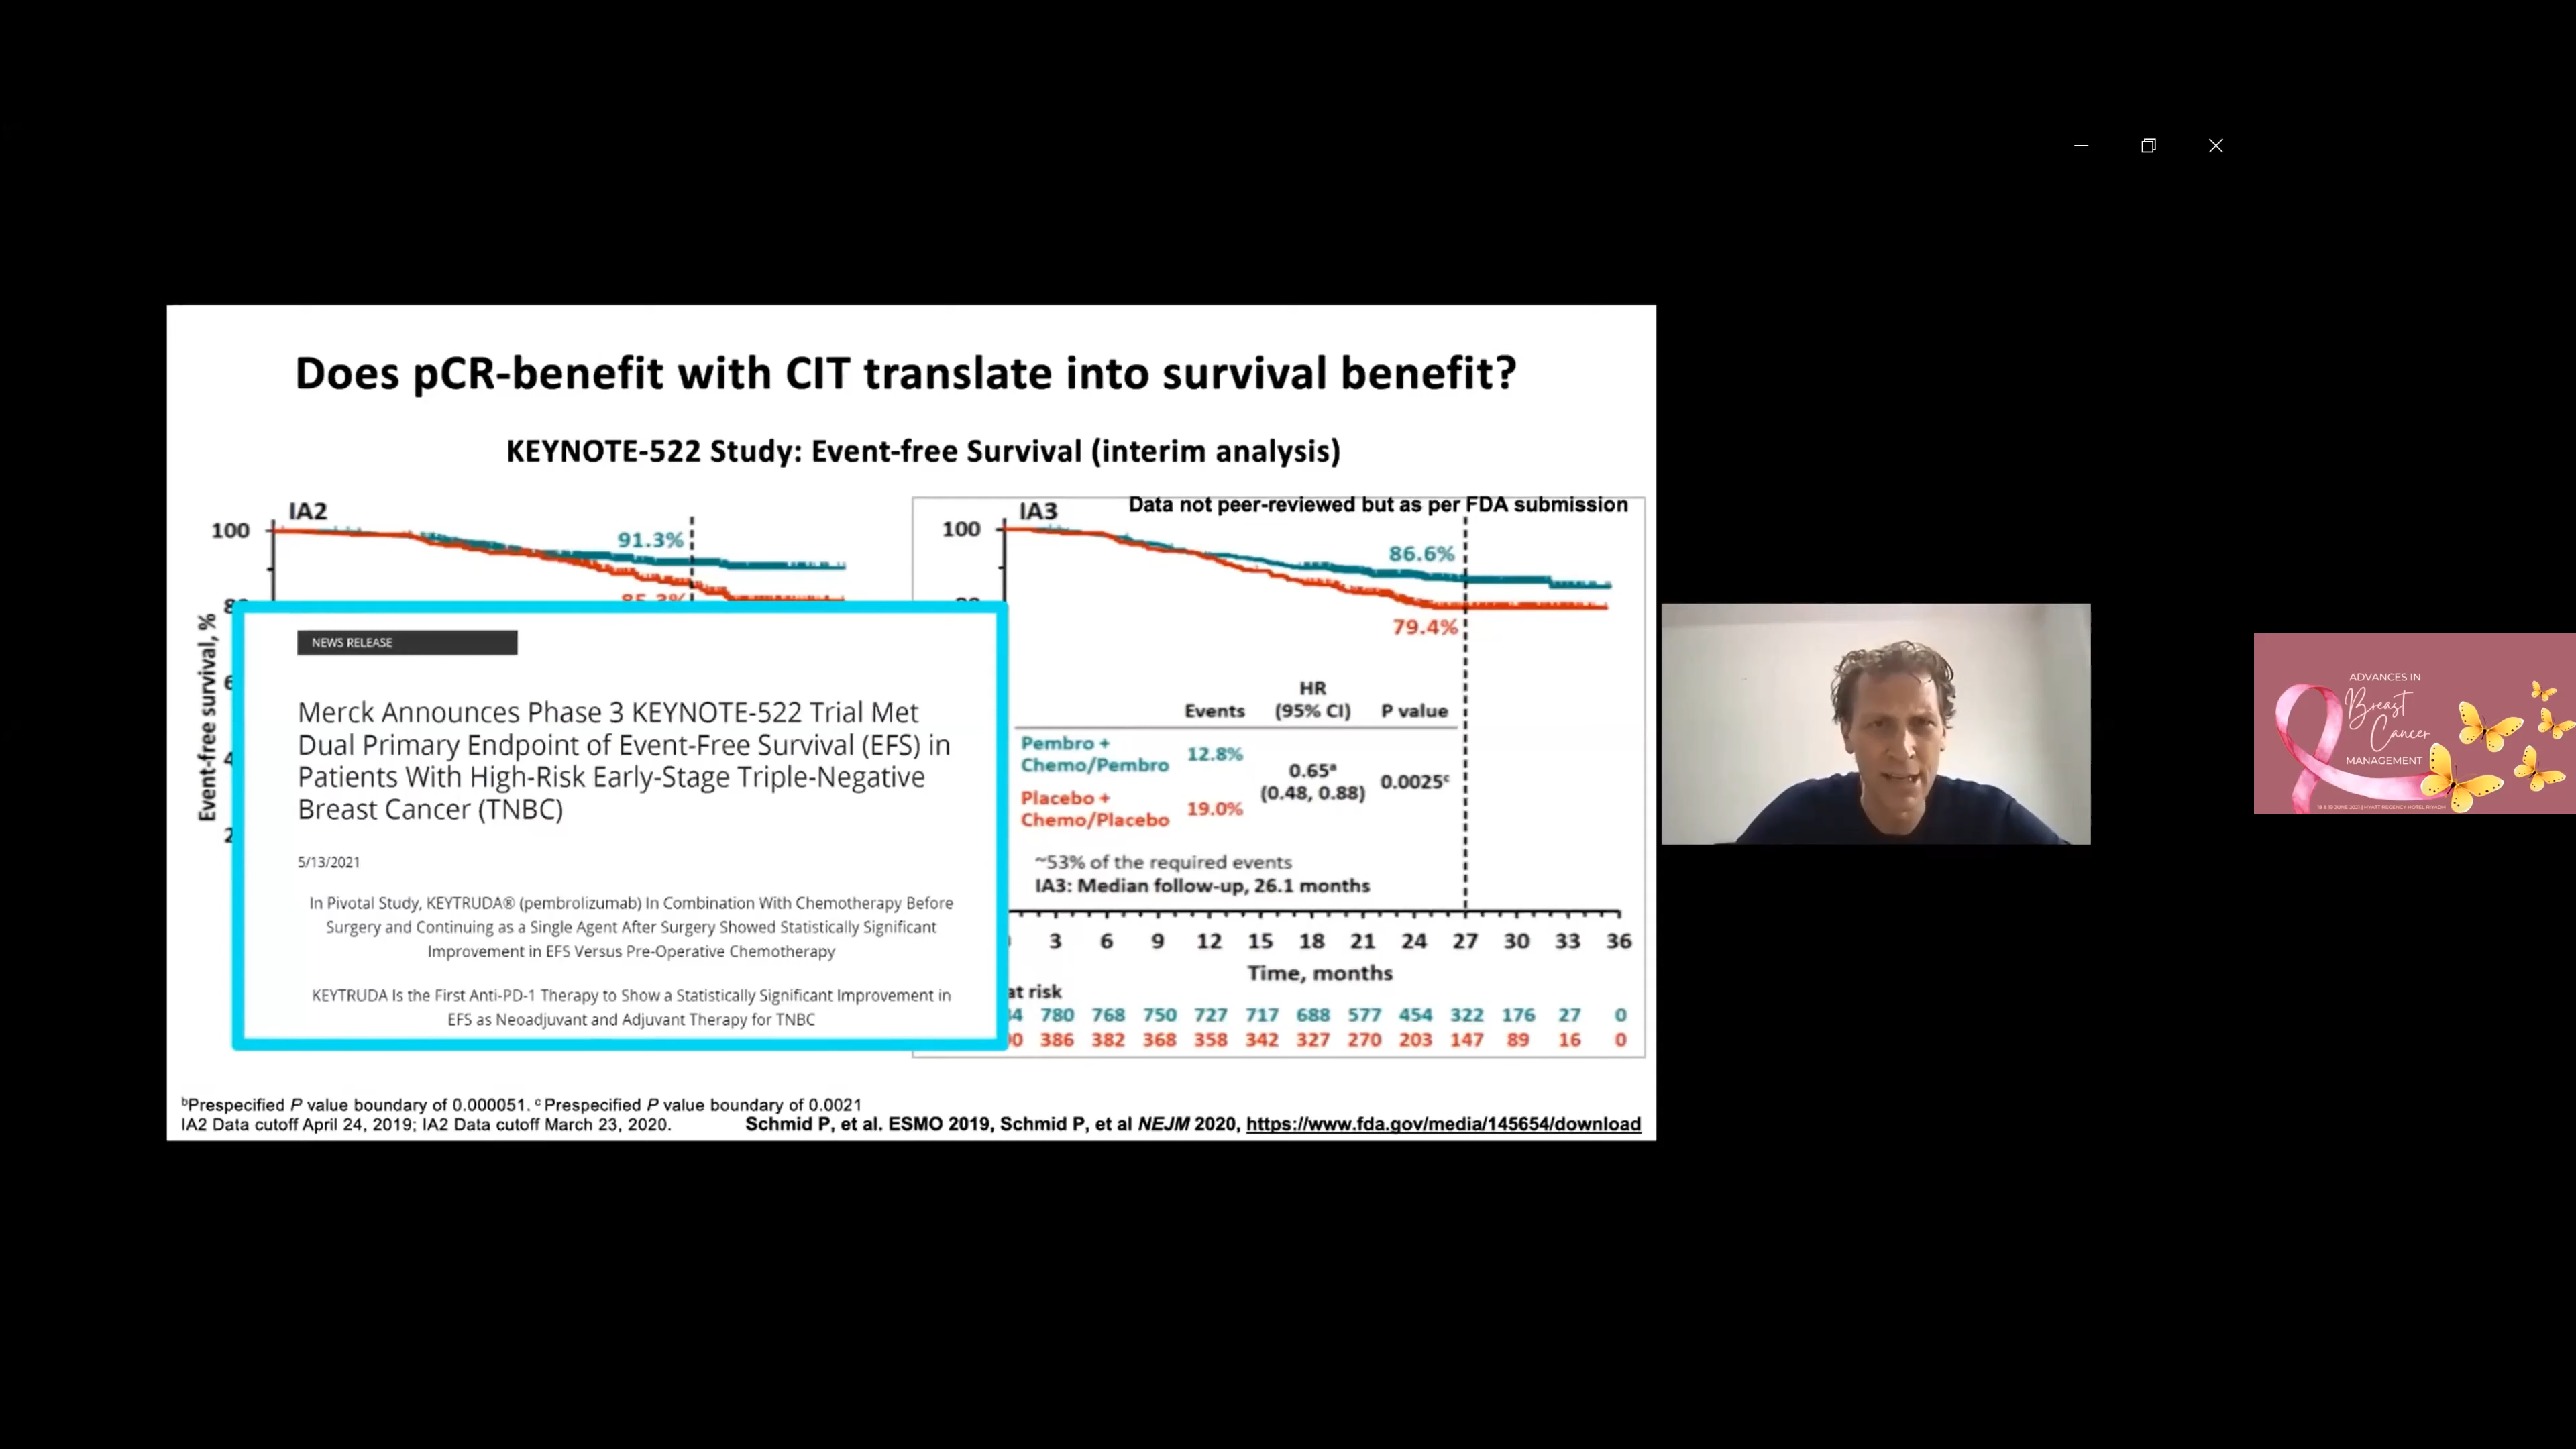 Does pCR-benefit with CIT translate into survival benefit?
KEYNOTE-522 Study: Event-free Survival (interim analysis)
IA2
100
91.3%
85.3%
Event-free survival, %
Data not peer-reviewed but as per FDA submission
IA3
100
86.6%
79.4%
HR
Events (95% CI) P value
Pembro +
Chemo/Pembro 12.8%
0.65ᵃ
(0.48, 0.88) 0.0025ᶜ
Placebo +
Chemo/Placebo 19.0%
~53% of the required events
IA3: Median follow-up, 26.1 months
3 6 9 12 15 18 21 24 27 30 33 36
Time, months
at risk
780 768 750 727 717 688 577 454 322 176 27 0
386 382 368 358 342 327 270 203 147 89 16 0
NEWS RELEASE
Merck Announces Phase 3 KEYNOTE-522 Trial Met
Dual Primary Endpoint of Event-Free Survival (EFS) in
Patients With High-Risk Early-Stage Triple-Negative
Breast Cancer (TNBC)
5/13/2021
In Pivotal Study, KEYTRUDA® (pembrolizumab) In Combination With Chemotherapy Before
Surgery and Continuing as a Single Agent After Surgery Showed Statistically Significant
Improvement in EFS Versus Pre-Operative Chemotherapy
KEYTRUDA Is the First Anti-PD-1 Therapy to Show a Statistically Significant Improvement in
EFS as Neoadjuvant and Adjuvant Therapy for TNBC
ᵇPrespecified P value boundary of 0.000051. ᶜ Prespecified P value boundary of 0.0021
IA2 Data cutoff April 24, 2019; IA2 Data cutoff March 23, 2020.
Schmid P, et al. ESMO 2019, Schmid P, et al NEJM 2020, https://www.fda.gov/media/145654/download
ADVANCES IN
Breast
Cancer
MANAGEMENT
18 & 19 JUNE 2021 | HYATT REGENCY HOTEL RIYADH